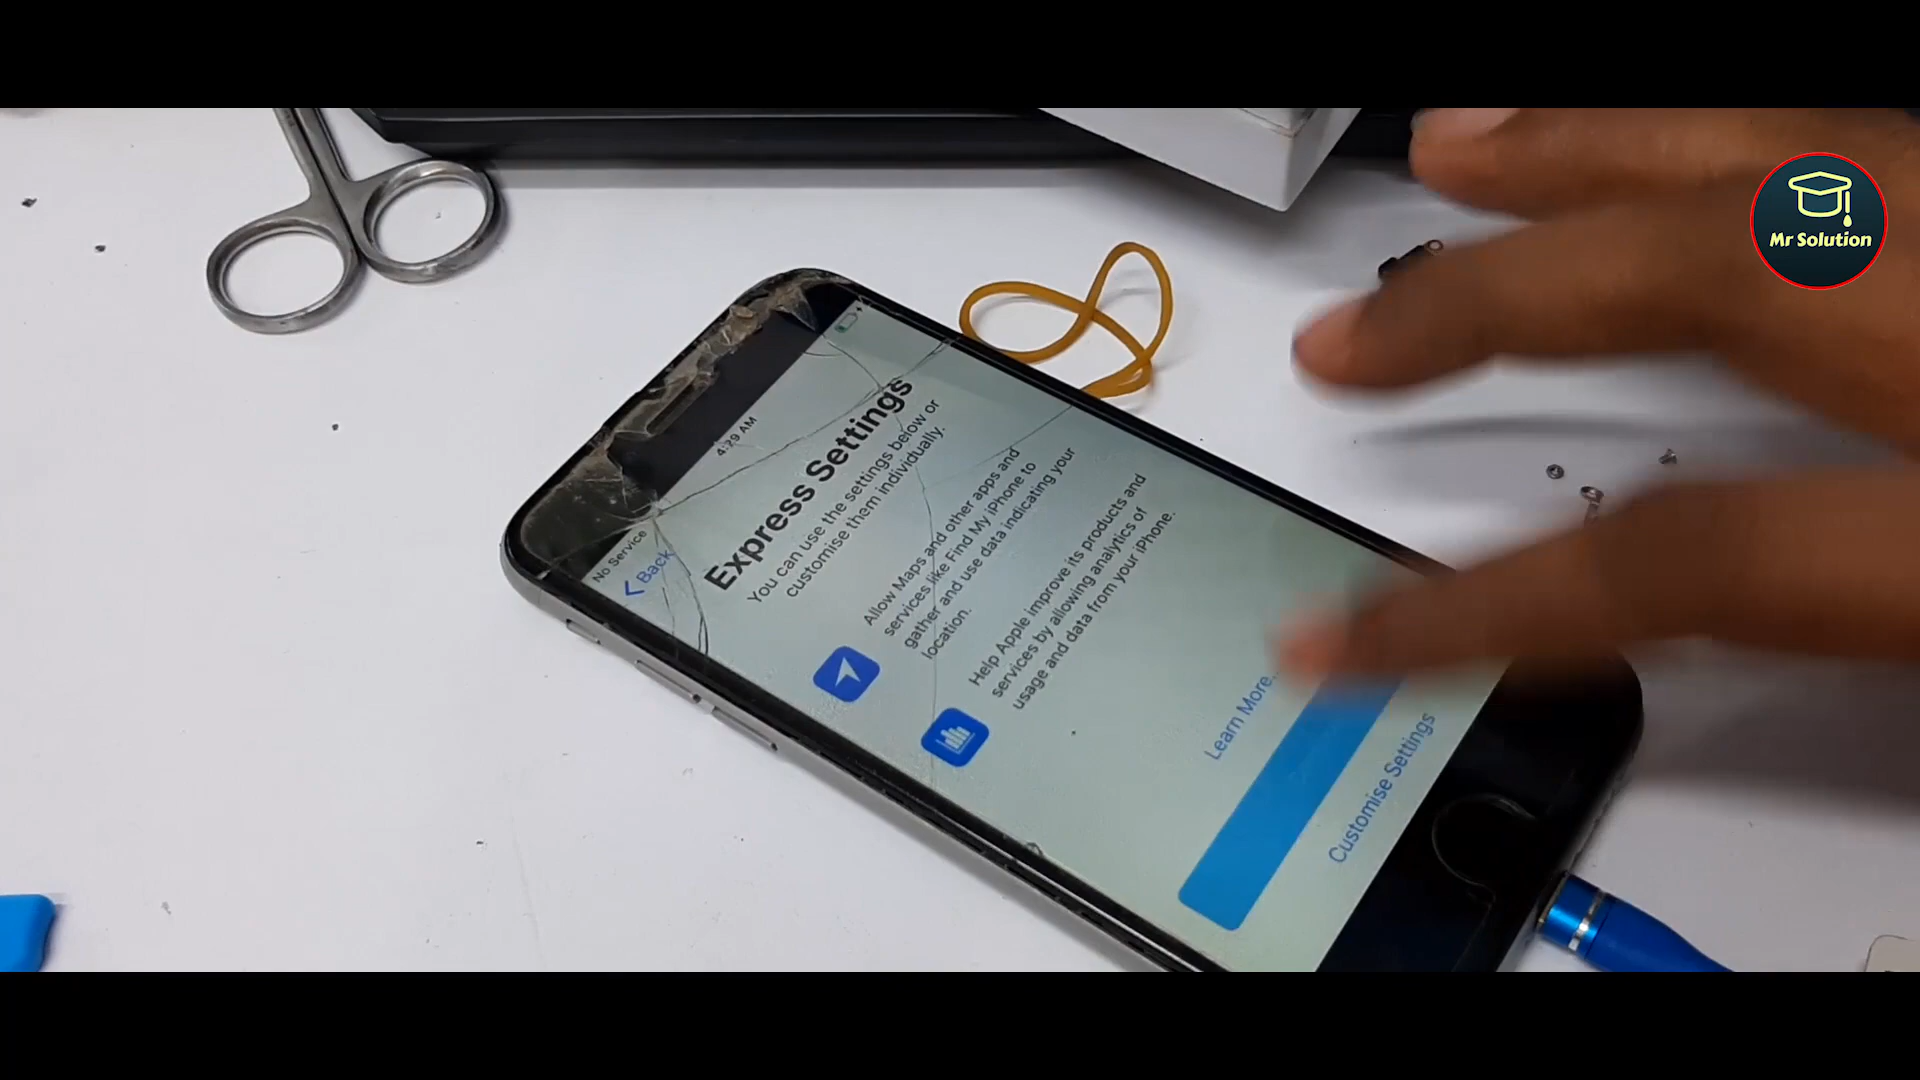 Mr Solution
No Service
4:29 AM
Back
Express Settings
You can use the settings below or
customise them individually.
Allow Maps and other apps and
services like Find My iPhone to
gather and use data indicating your
location.
Help Apple improve its products and
services by allowing analytics of
usage and data from your iPhone.
Learn More.
Customise Settings